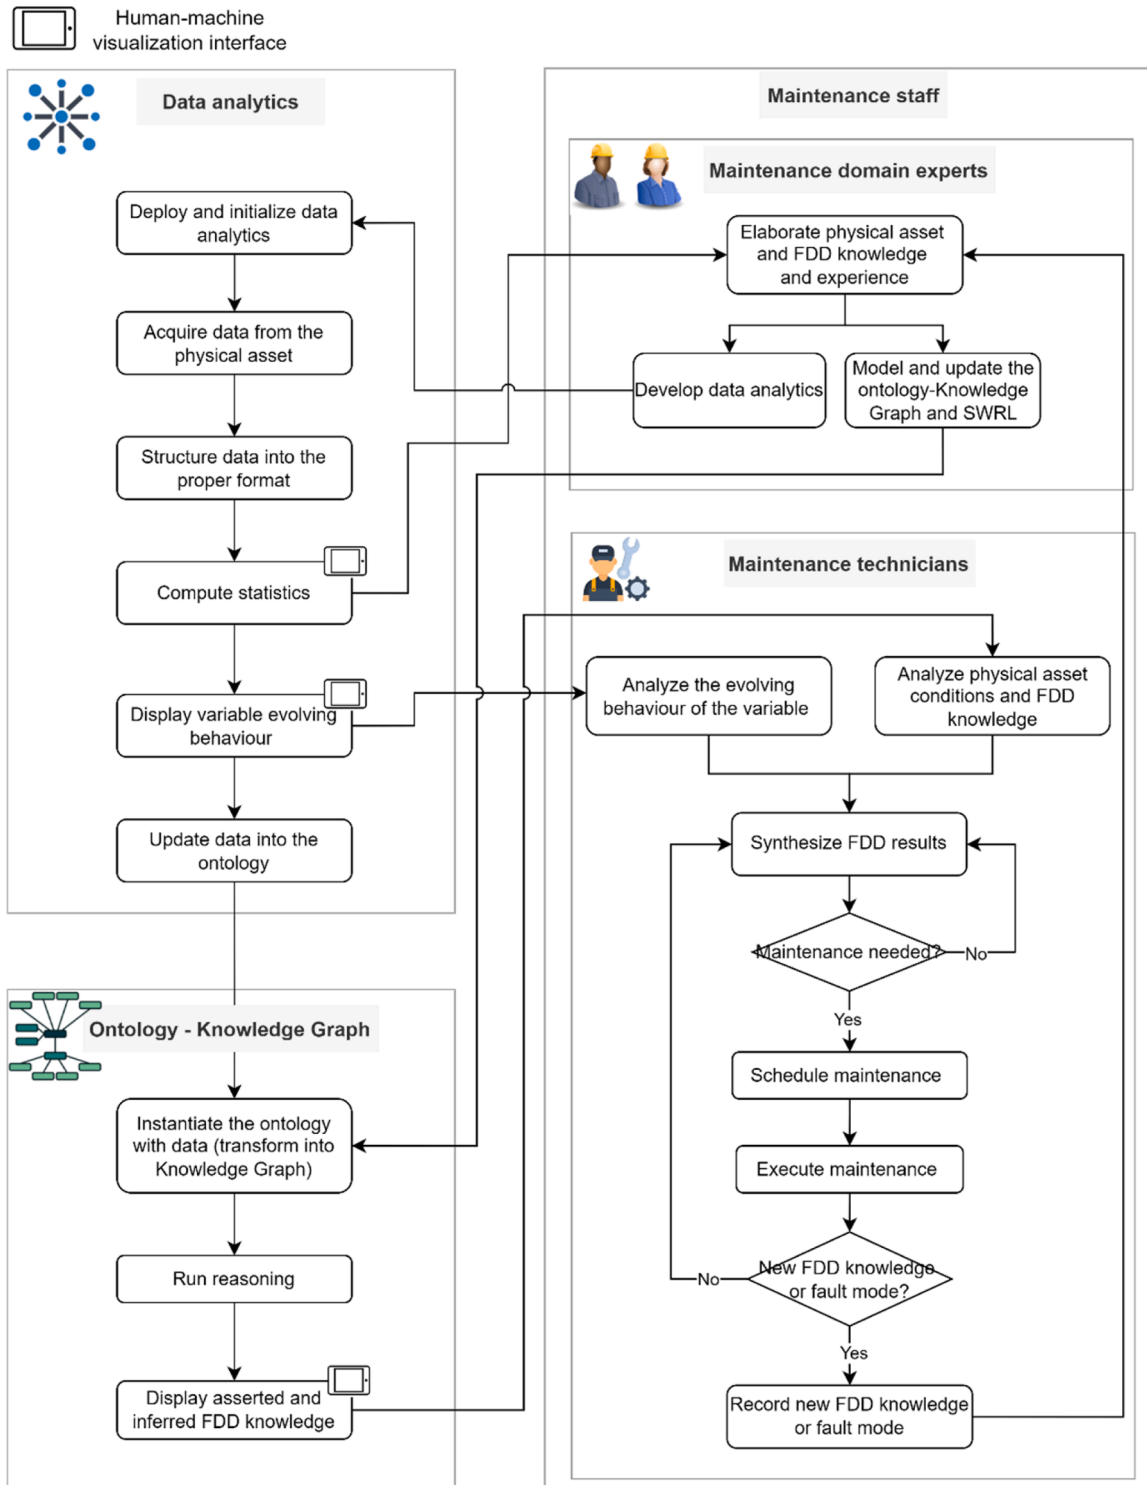 Human-machine
visualization interface
Data analytics
Deploy and initialize data
analytics
Acquire data from the
physical asset
Structure data into the
proper format
Compute statistics
Display variable evolving
behaviour
Update data into the
ontology
Ontology - Knowledge Graph
Instantiate the ontology
with data (transform into
Knowledge Graph)
Run reasoning
Display asserted and
inferred FDD knowledge
Maintenance staff
Maintenance domain experts
Elaborate physical asset
and FDD knowledge
and experience
Develop data analytics
Model and update the
ontology-Knowledge
Graph and SWRL
Maintenance technicians
Analyze the evolving
behaviour of the variable
Analyze physical asset
conditions and FDD
knowledge
Synthesize FDD results
Maintenance needed?
No
Yes
Schedule maintenance
Execute maintenance
New FDD knowledge
or fault mode?
No
Yes
Record new FDD knowledge
or fault mode